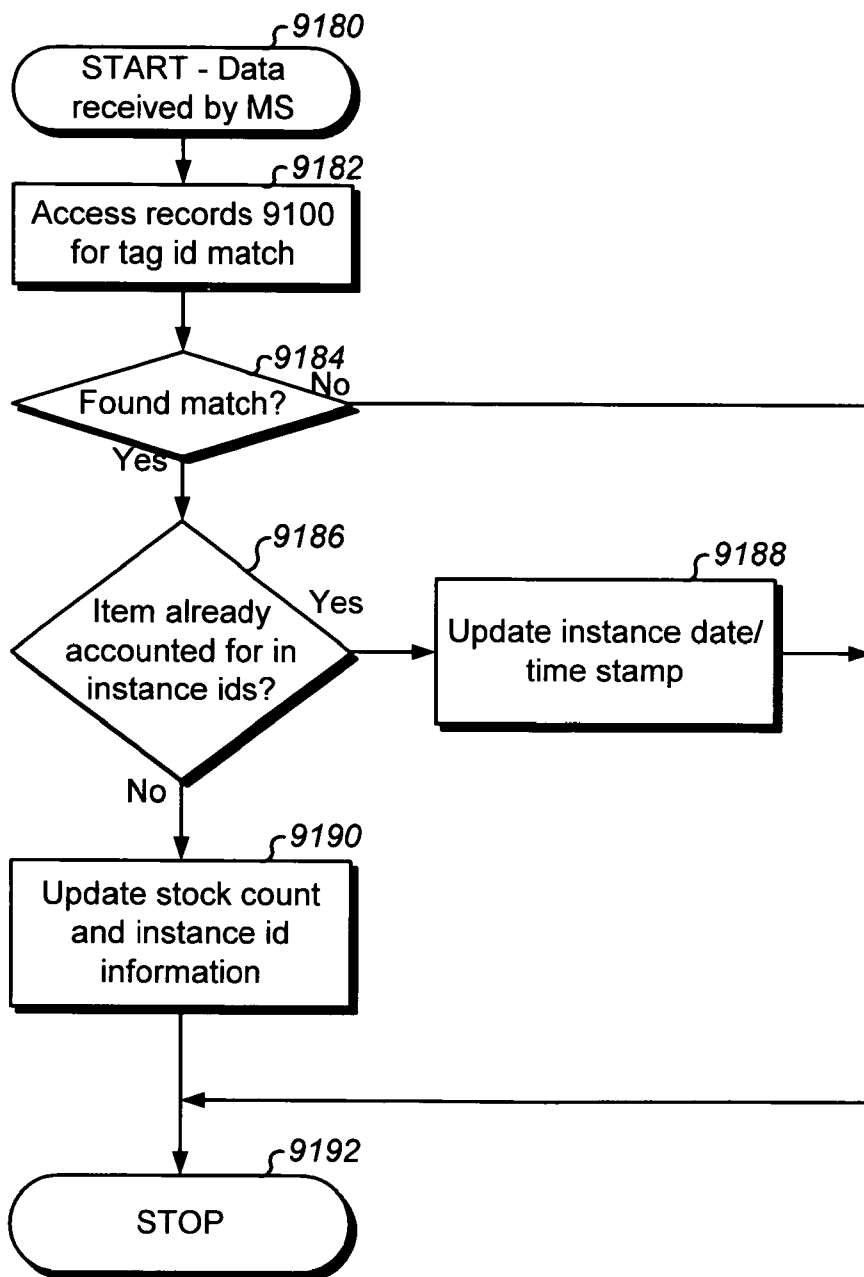 9180
START - Data
received by MS
9182
Access records 9100
for tag id match
9184
Found match?
No
Yes
9186
Item already
accounted for in
instance ids?
Yes
9188
Update instance date/
time stamp
No
9190
Update stock count
and instance id
information
9192
STOP